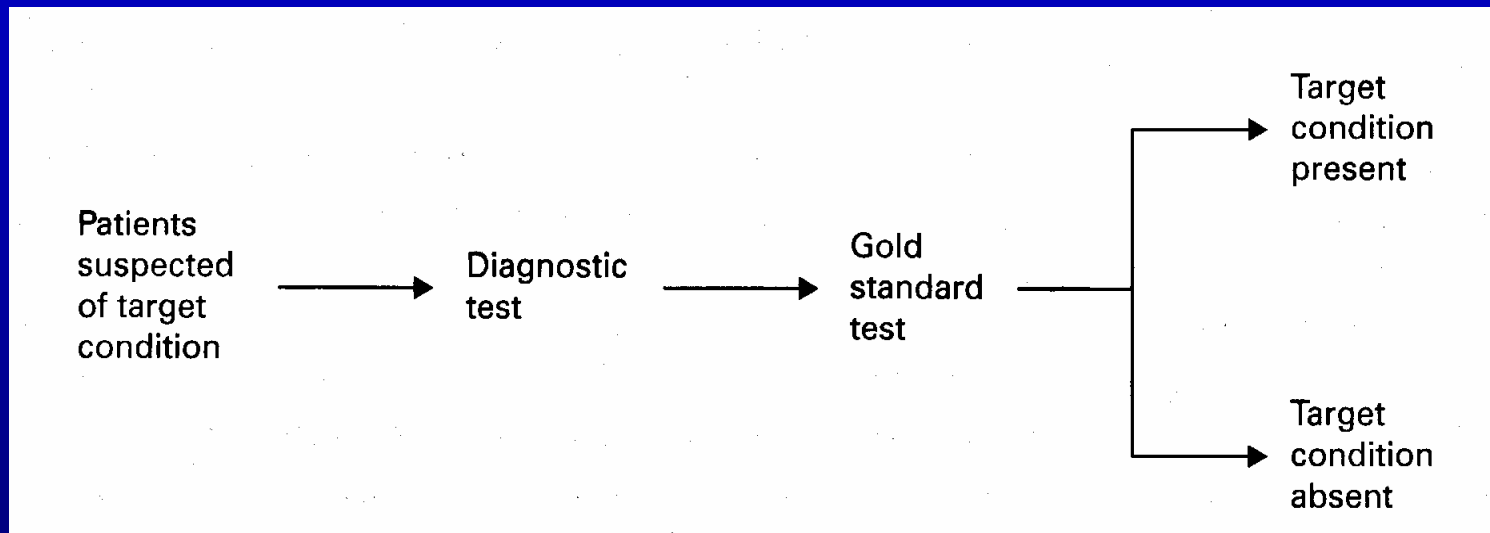 Patients
suspected
of target
condition
Diagnostic
test
Gold
standard
test
Target
condition
present
Target
condition
absent